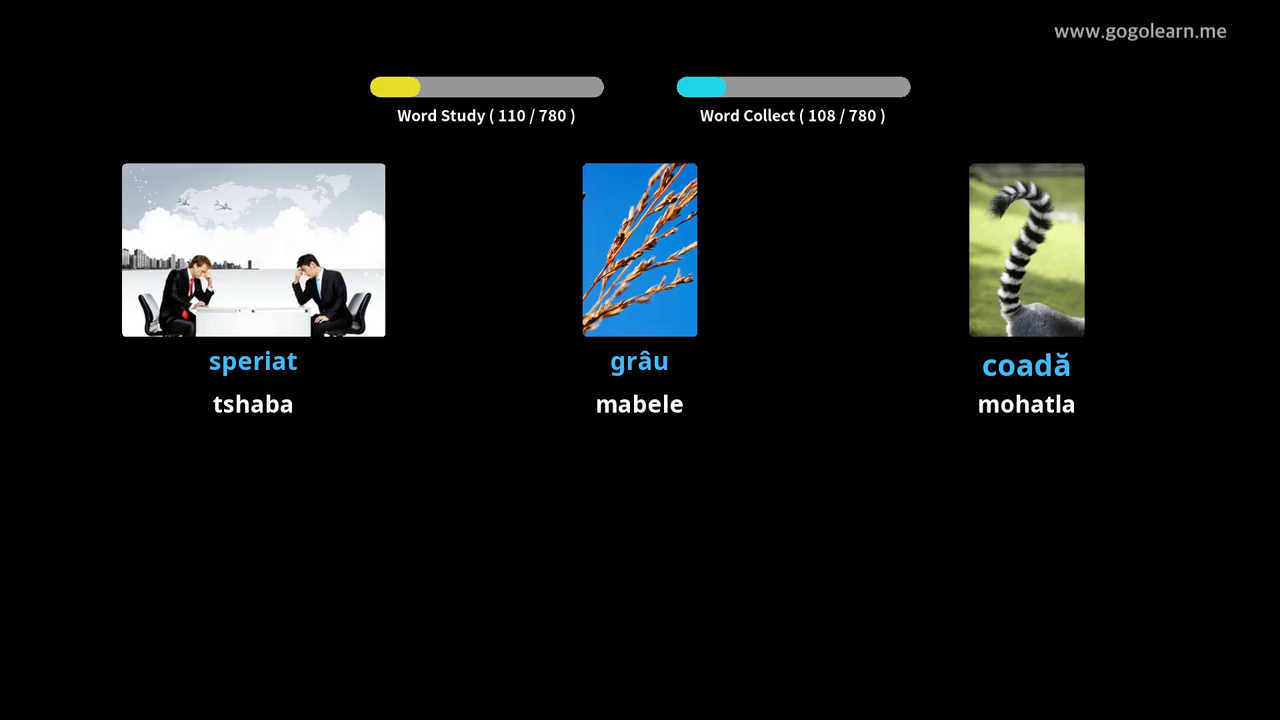 www.gogolearn.me
Word Study ( 110 / 780 )
Word Collect ( 108 / 780 )
speriat
grâu
coadă
tshaba
mabele
mohatla